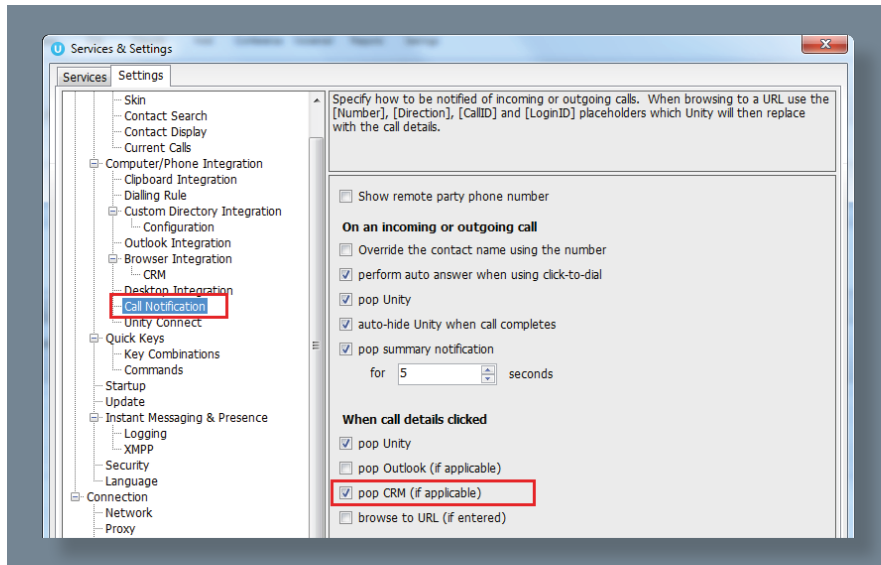 Services & Settings
Services Settings
Skin
Contact Search
Contact Display
Current Calls
Computer/Phone Integration
Clipboard Integration
Dialling Rule
Custom Directory Integration
Configuration
Outlook Integration
Browser Integration
CRM
Desktop Integration
Call Notification
Unity Connect
Quick Keys
Key Combinations
Commands
Startup
Update
Instant Messaging & Presence
Logging
XMPP
Security
Language
Connection
Network
Proxy
Specify how to be notified of incoming or outgoing calls. When browsing to a URL use the
[Number], [Direction], [CallID] and [LoginID] placeholders which Unity will then replace
with the call details.
Show remote party phone number
On an incoming or outgoing call
Override the contact name using the number
perform auto answer when using click-to-dial
pop Unity
auto-hide Unity when call completes
pop summary notification
for 5 seconds
When call details clicked
pop Unity
pop Outlook (if applicable)
pop CRM (if applicable)
browse to URL (if entered)